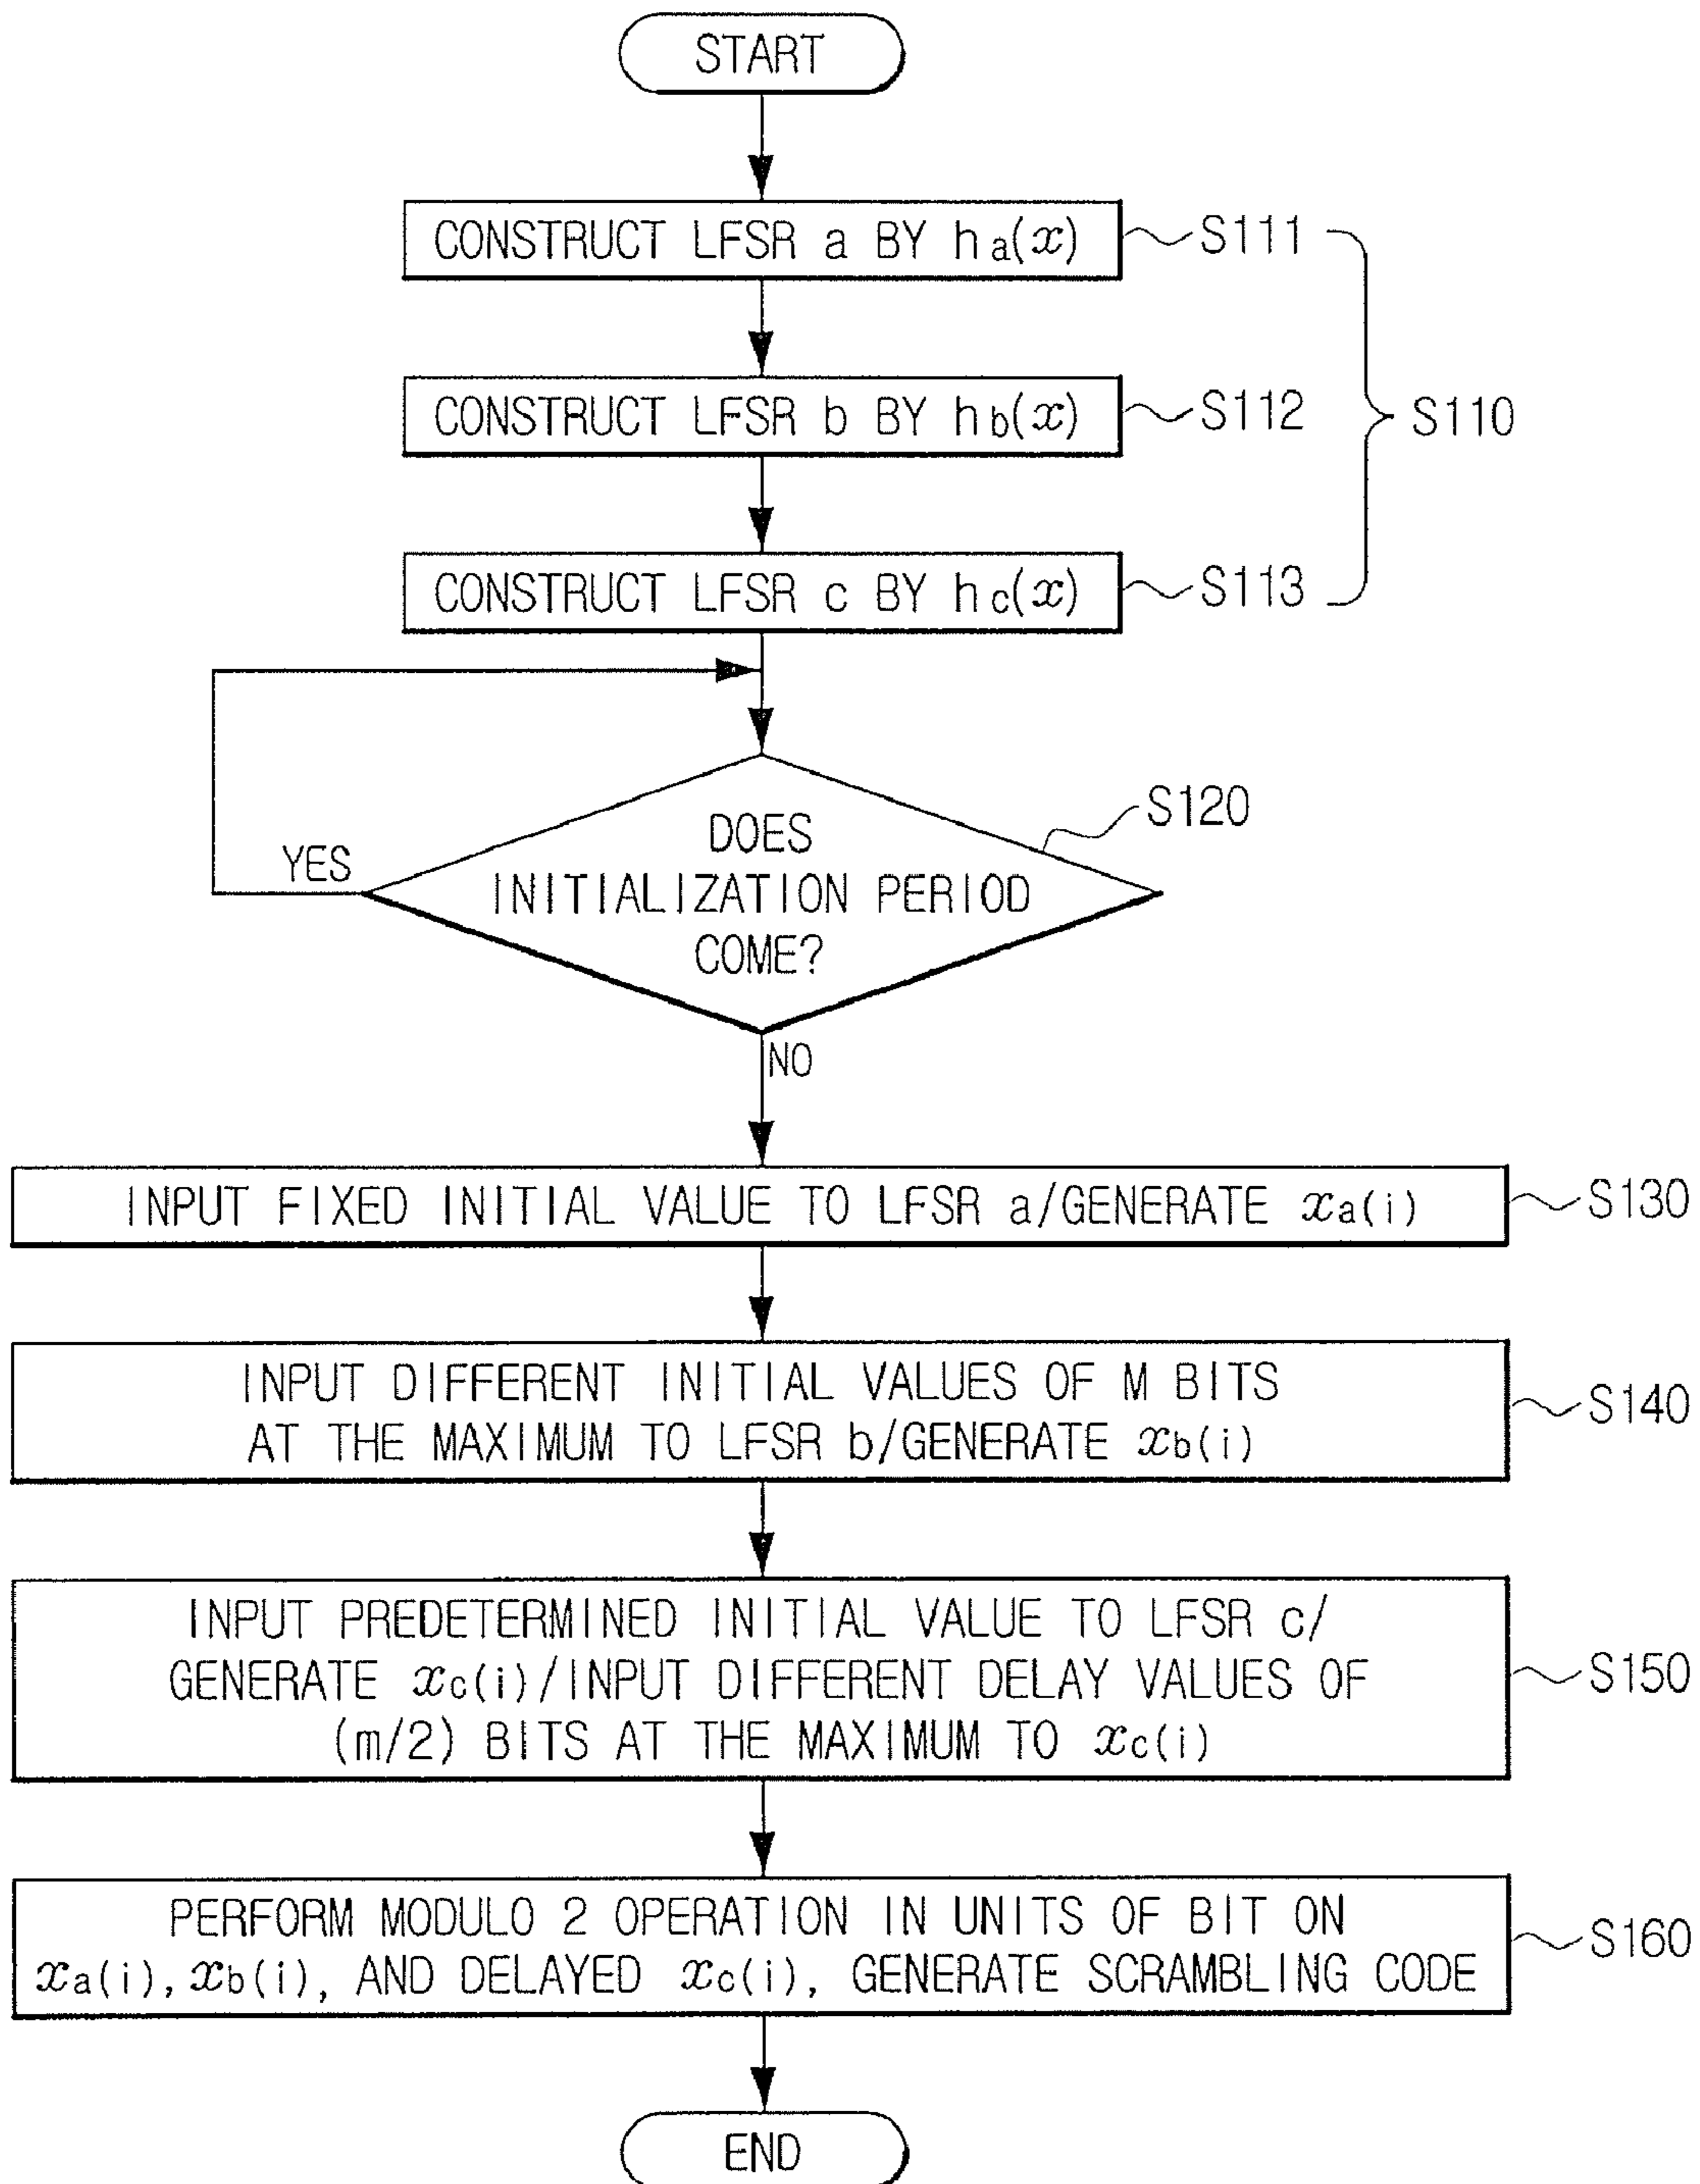 START
CONSTRUCT LFSR a BY ha(x)
S111
CONSTRUCT LFSR b BY hb(x)
S112
S110
CONSTRUCT LFSR c BY hc(x)
S113
S120
DOES
INITIALIZATION PERIOD
COME?
YES
NO
INPUT FIXED INITIAL VALUE TO LFSR a/GENERATE xa(i)
S130
INPUT DIFFERENT INITIAL VALUES OF M BITS
AT THE MAXIMUM TO LFSR b/GENERATE xb(i)
S140
INPUT PREDETERMINED INITIAL VALUE TO LFSR c/
GENERATE xc(i)/INPUT DIFFERENT DELAY VALUES OF
(m/2) BITS AT THE MAXIMUM TO xc(i)
S150
PERFORM MODULO 2 OPERATION IN UNITS OF BIT ON
xa(i), xb(i), AND DELAYED xc(i), GENERATE SCRAMBLING CODE
S160
END